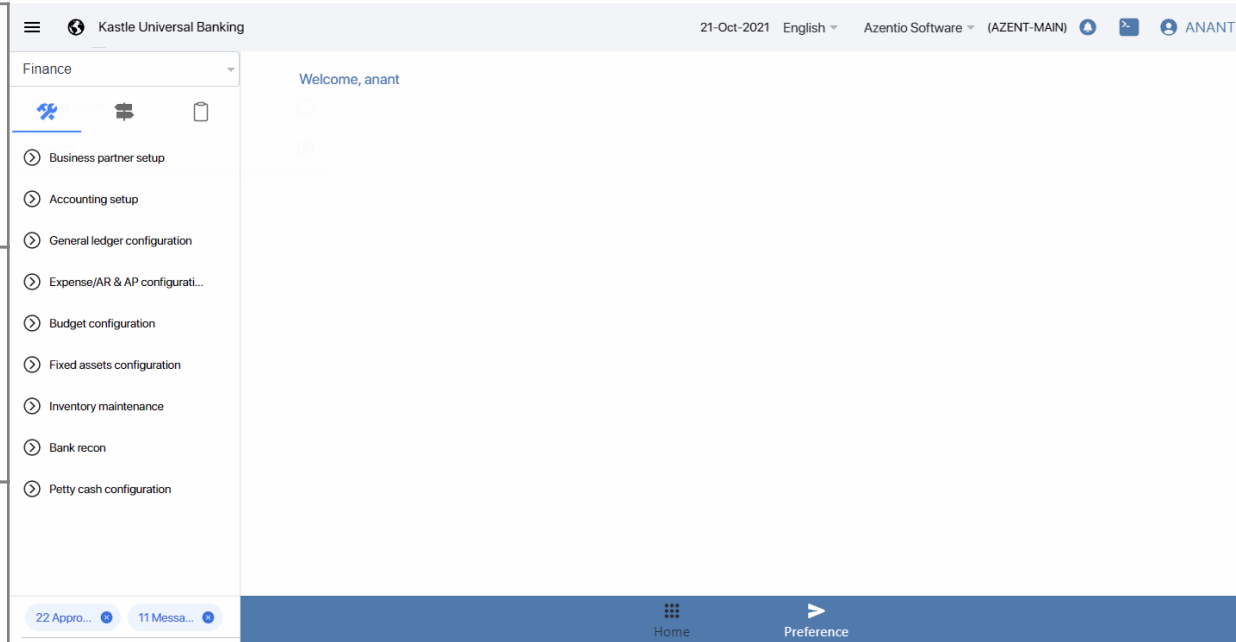 Kastle Universal Banking 21-Oct-2021 English Azentio Software (AZENT-MAIN) ANANT
Finance
Welcome, anant
Business partner setup
Accounting setup
General ledger configuration
Expense/AR & AP configurati...
Budget configuration
Fixed assets configuration
Inventory maintenance
Bank recon
Petty cash configuration
22 Appro... 11 Messa...
Home Preference